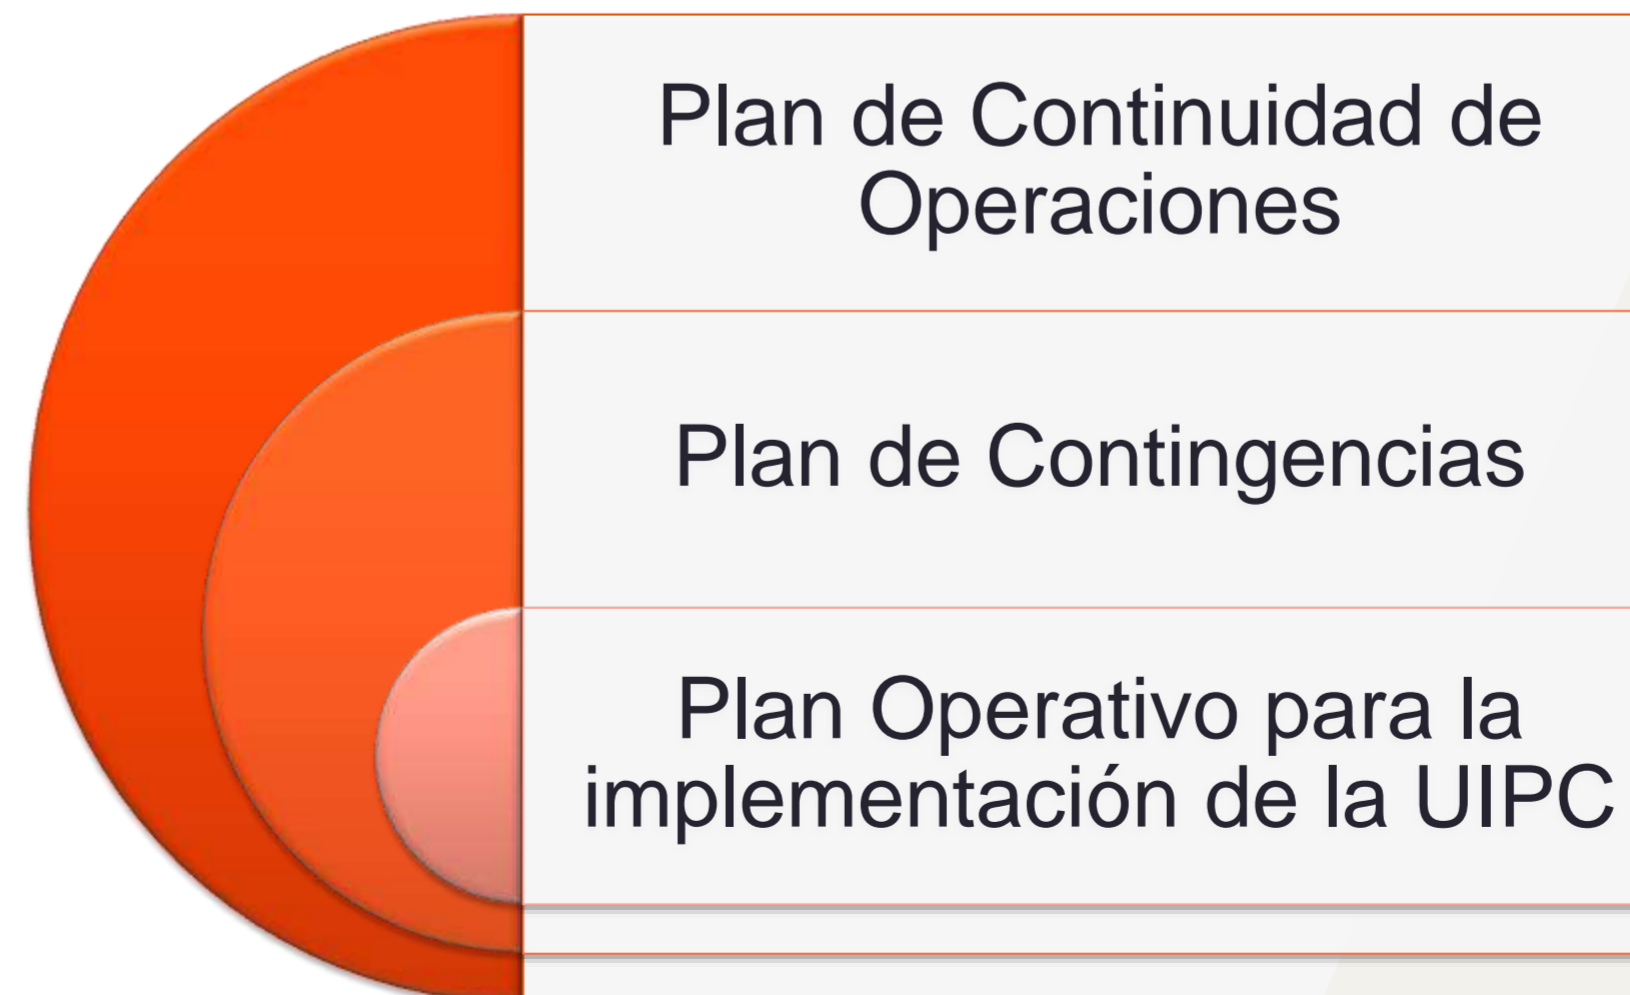 Plan de Continuidad de
Operaciones
Plan de Contingencias
Plan Operativo para la
implementación de la UIPC